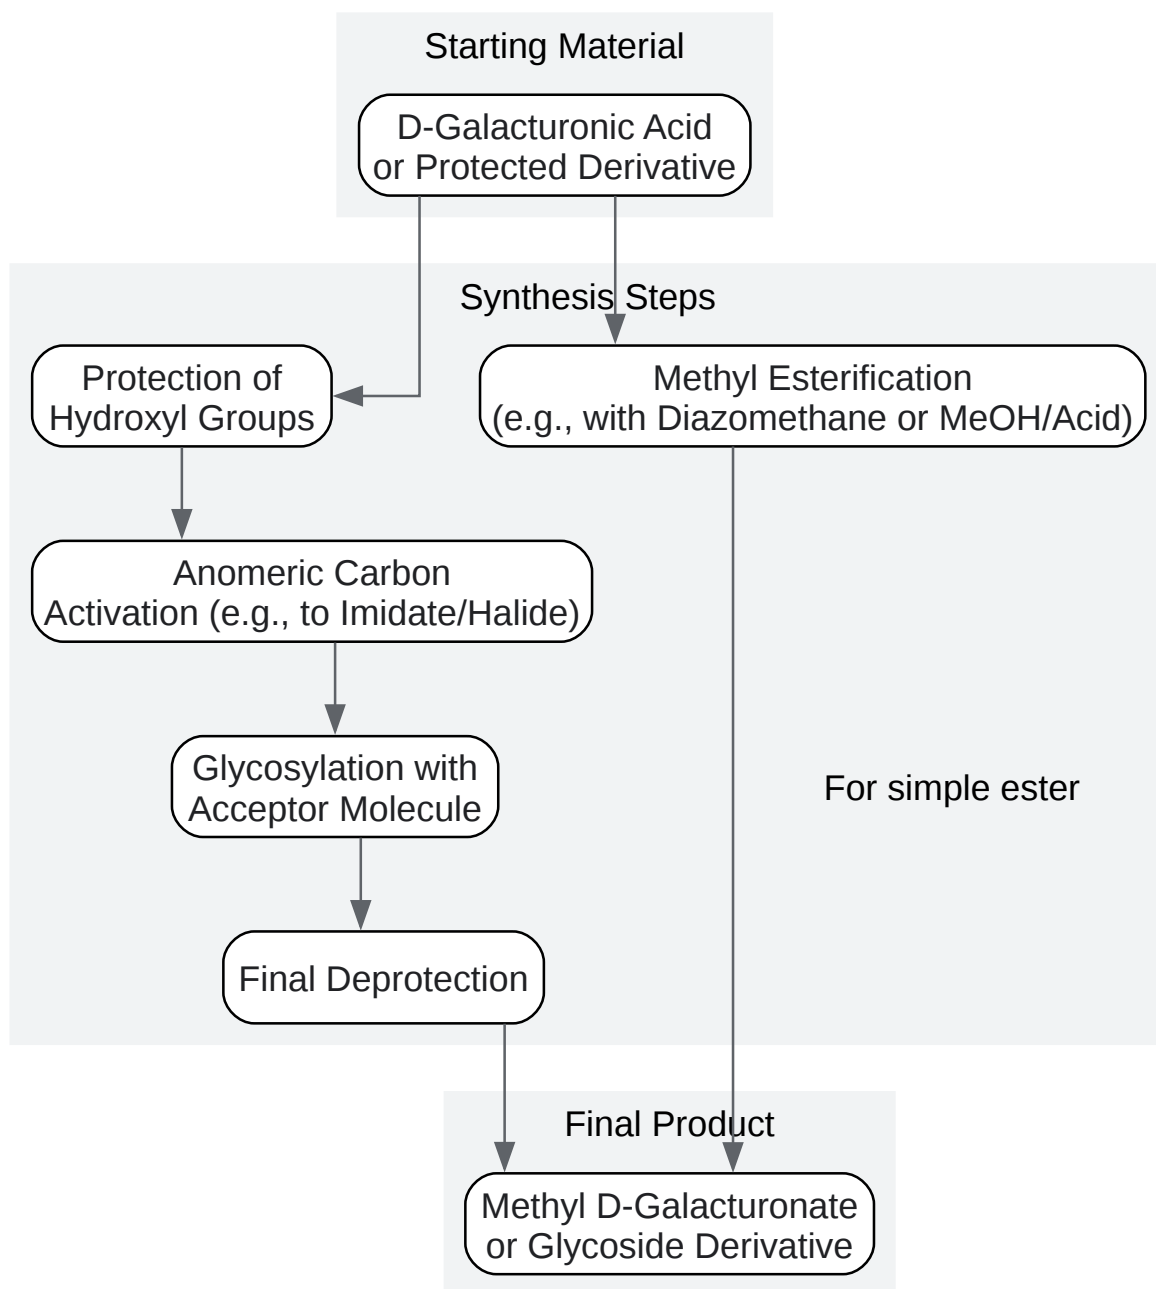 Starting Material
D-Galacturonic Acid
or Protected Derivative
Synthesis Steps
Protection of
Hydroxyl Groups
Methyl Esterification
(e.g., with Diazomethane or MeOH/Acid)
Anomeric Carbon
Activation (e.g., to Imidate/Halide)
Glycosylation with
Acceptor Molecule
For simple ester
Final Deprotection
Final Product
Methyl D-Galacturonate
or Glycoside Derivative